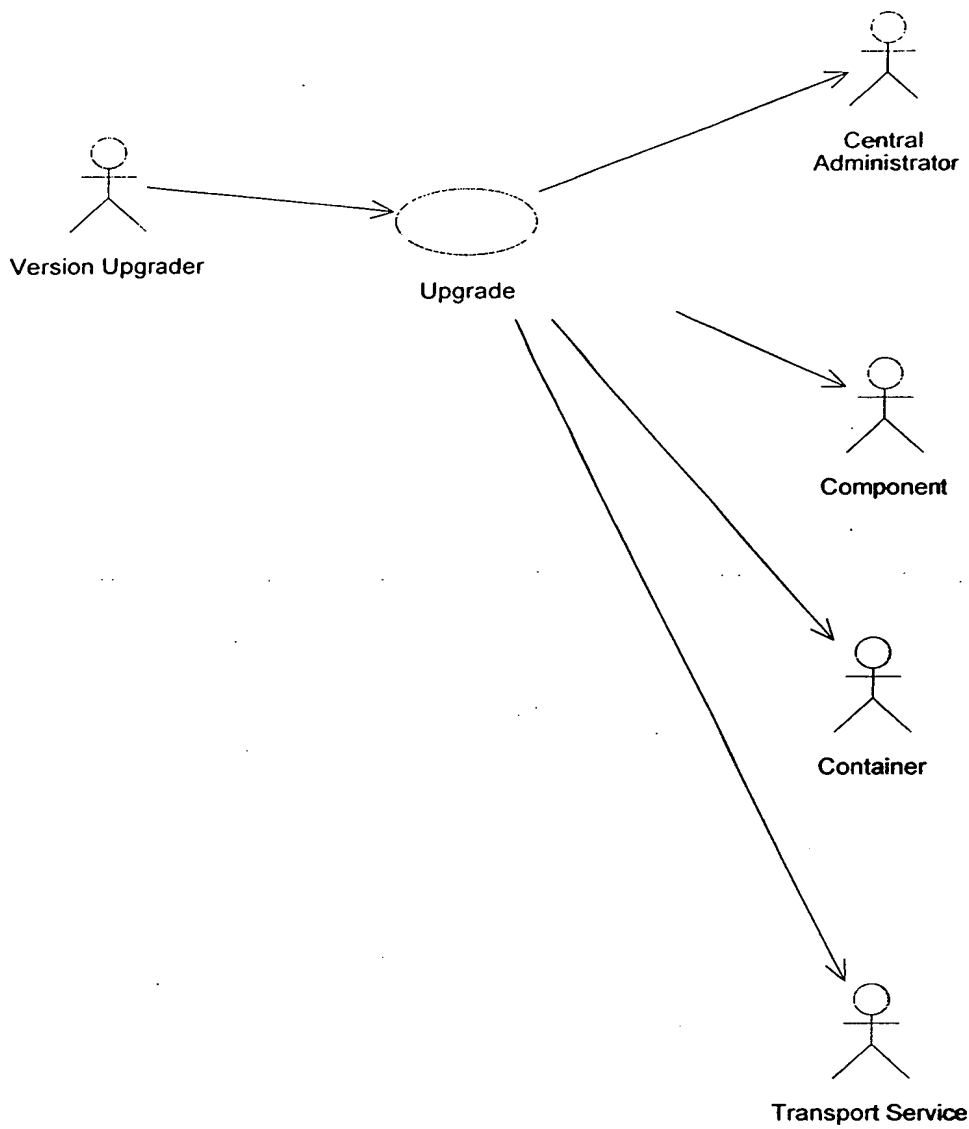 Central
Administrator
Version Upgrader
Upgrade
Component
Container
Transport Service